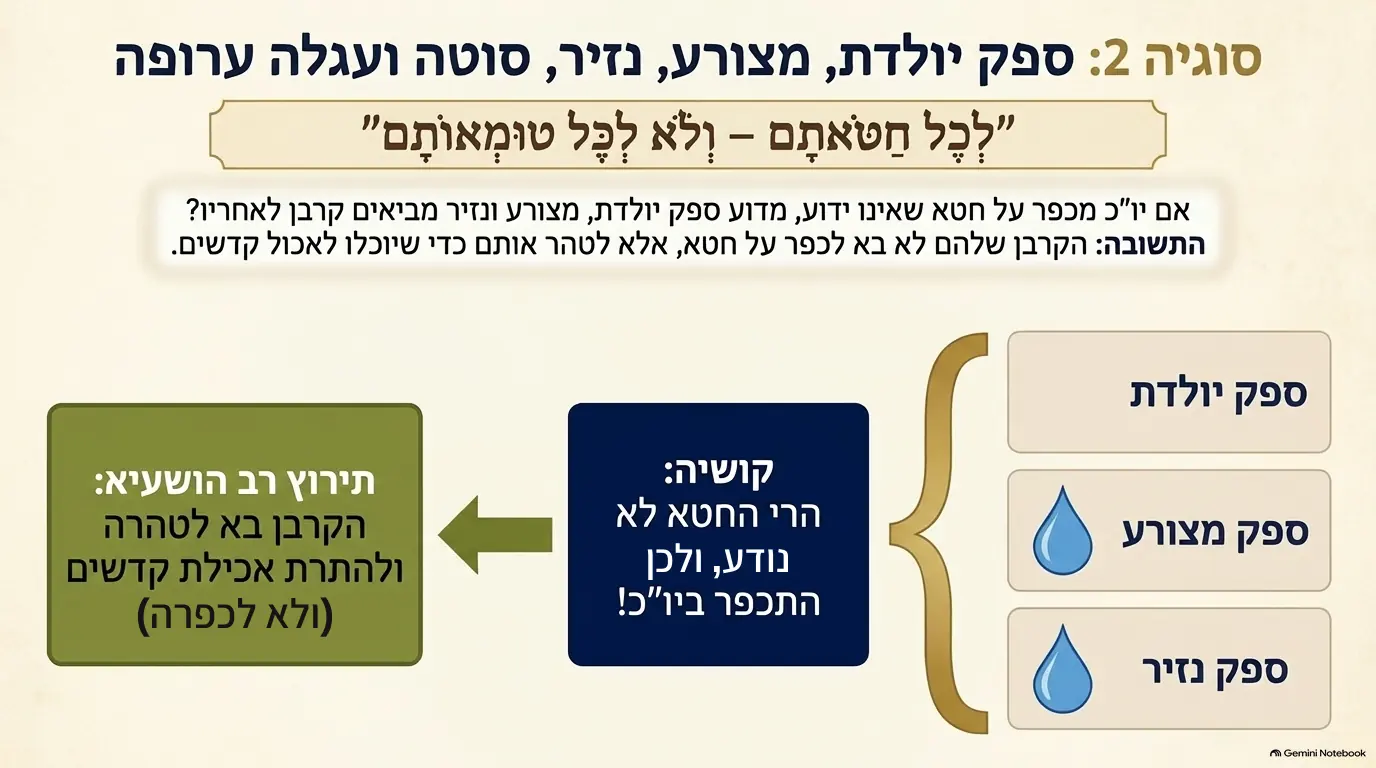 סוגיה 2: ספק יולדת, מצורע, נזיר, סוטה ועגלה ערופה
"לְכָל חַטֹּאתָם – וְלֹא לְכָּל טוּמְאוֹתָם"
אם יו"כ מכפר על חטא שאינו ידוע, מדוע ספק יולדת, מצורע ונזיר מביאים קרבן לאחריו?
התשובה: הקרבן שלהם לא בא לכפר על חטא, אלא לטהר אותם כדי שיוכלו לאכול קדשים.
ספק יולדת
ספק מצורע
ספק נזיר
קושיה:
הרי החטא לא
נודע, ולכן
התכפר ביו"כ!
תירוץ רב הושעיא:
הקרבן בא לטהרה
ולהתרת אכילת קדשים
(ולא לכפרה)
Gemini Notebook